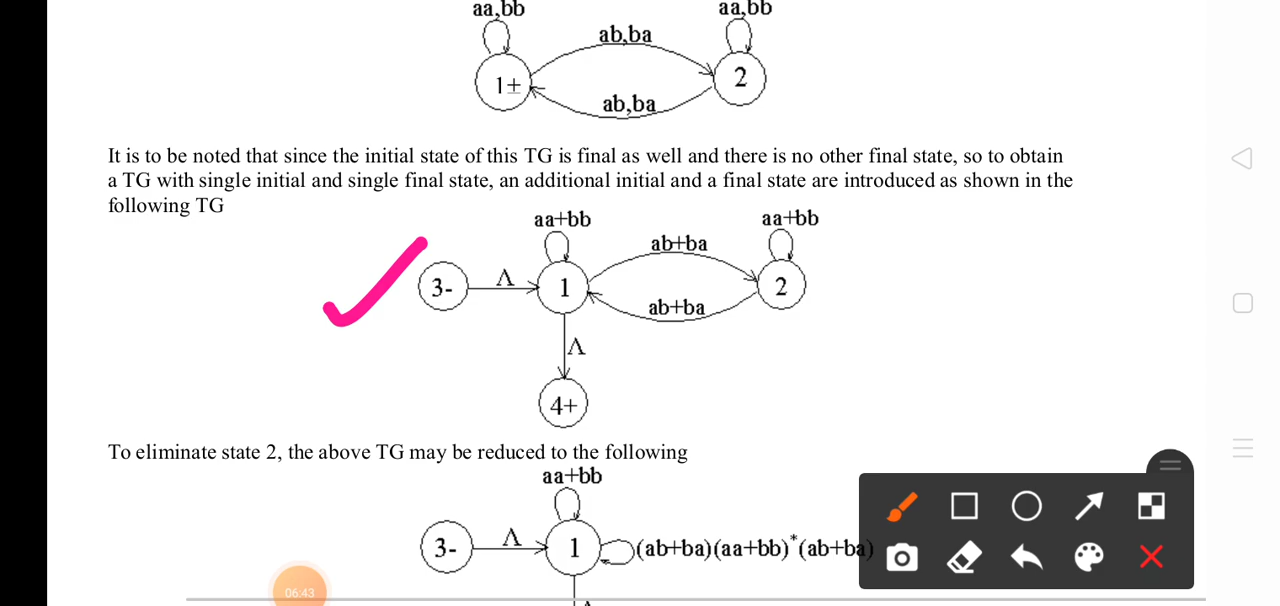 aa,bb aa,bb
ab,ba
1± 2
ab,ba
It is to be noted that since the initial state of this TG is final as well and there is no other final state, so to obtain
a TG with single initial and single final state, an additional initial and a final state are introduced as shown in the
following TG
aa+bb aa+bb
ab+ba
3- Λ 1 2
ab+ba
Λ
4+
To eliminate state 2, the above TG may be reduced to the following
aa+bb
3- Λ 1 (ab+ba)(aa+bb)*(ab+ba)
06:43